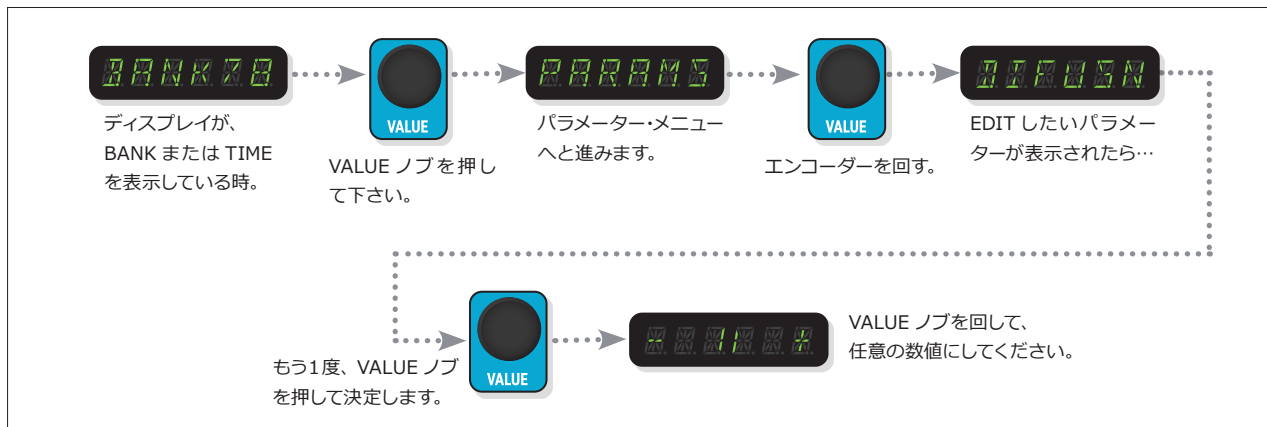 BANK7B
ディスプレイが、
BANK または TIME
を表示している時。
VALUE
VALUE ノブを押し
て下さい。
PARAMS
パラメーター・メニュー
へと進みます。
VALUE
エンコーダーを回す。
DIFUSN
EDIT したいパラメー
ターが表示されたら…
もう1度、VALUE ノブ
を押して決定します。
VALUE
- 11 +
VALUE ノブを回して、
任意の数値にしてください。